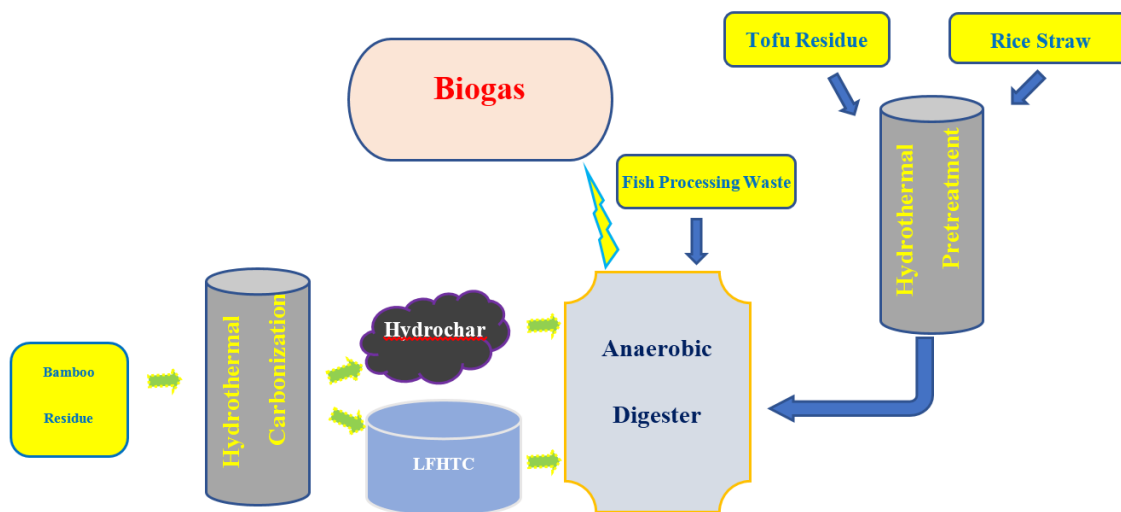 Tofu Residue
Rice Straw
Biogas
Fish Processing Waste
Hydrothermal
Pretreatment
Hydrothermal
Carbonization
Hydrochar
Anaerobic
Digester
Bamboo
Residue
LFHTC